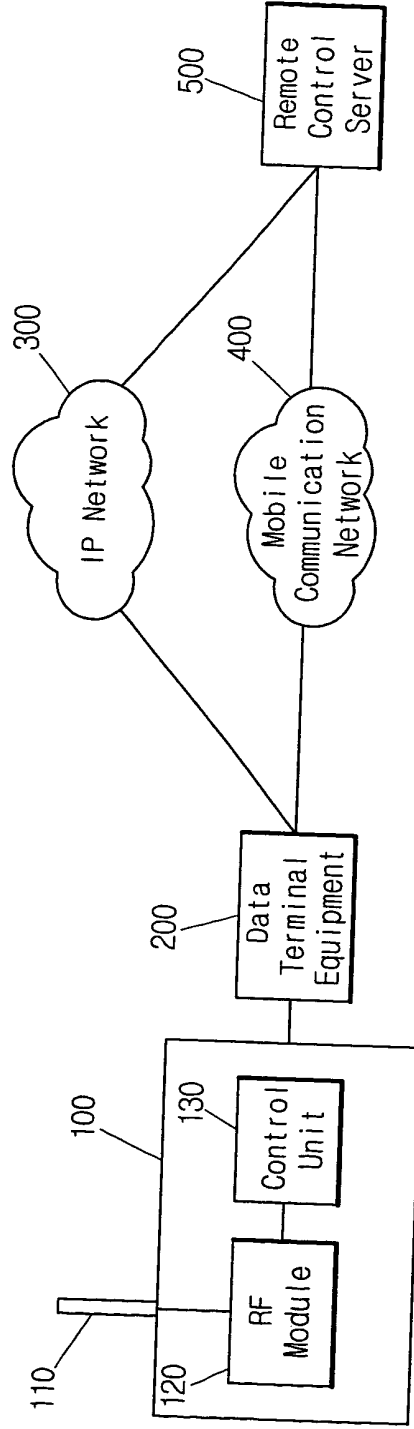 110
100
120
RF
Module
130
Control
Unit
200
Data
Terminal
Equipment
300
IP Network
400
Mobile
Communication
Network
500
Remote
Control
Server